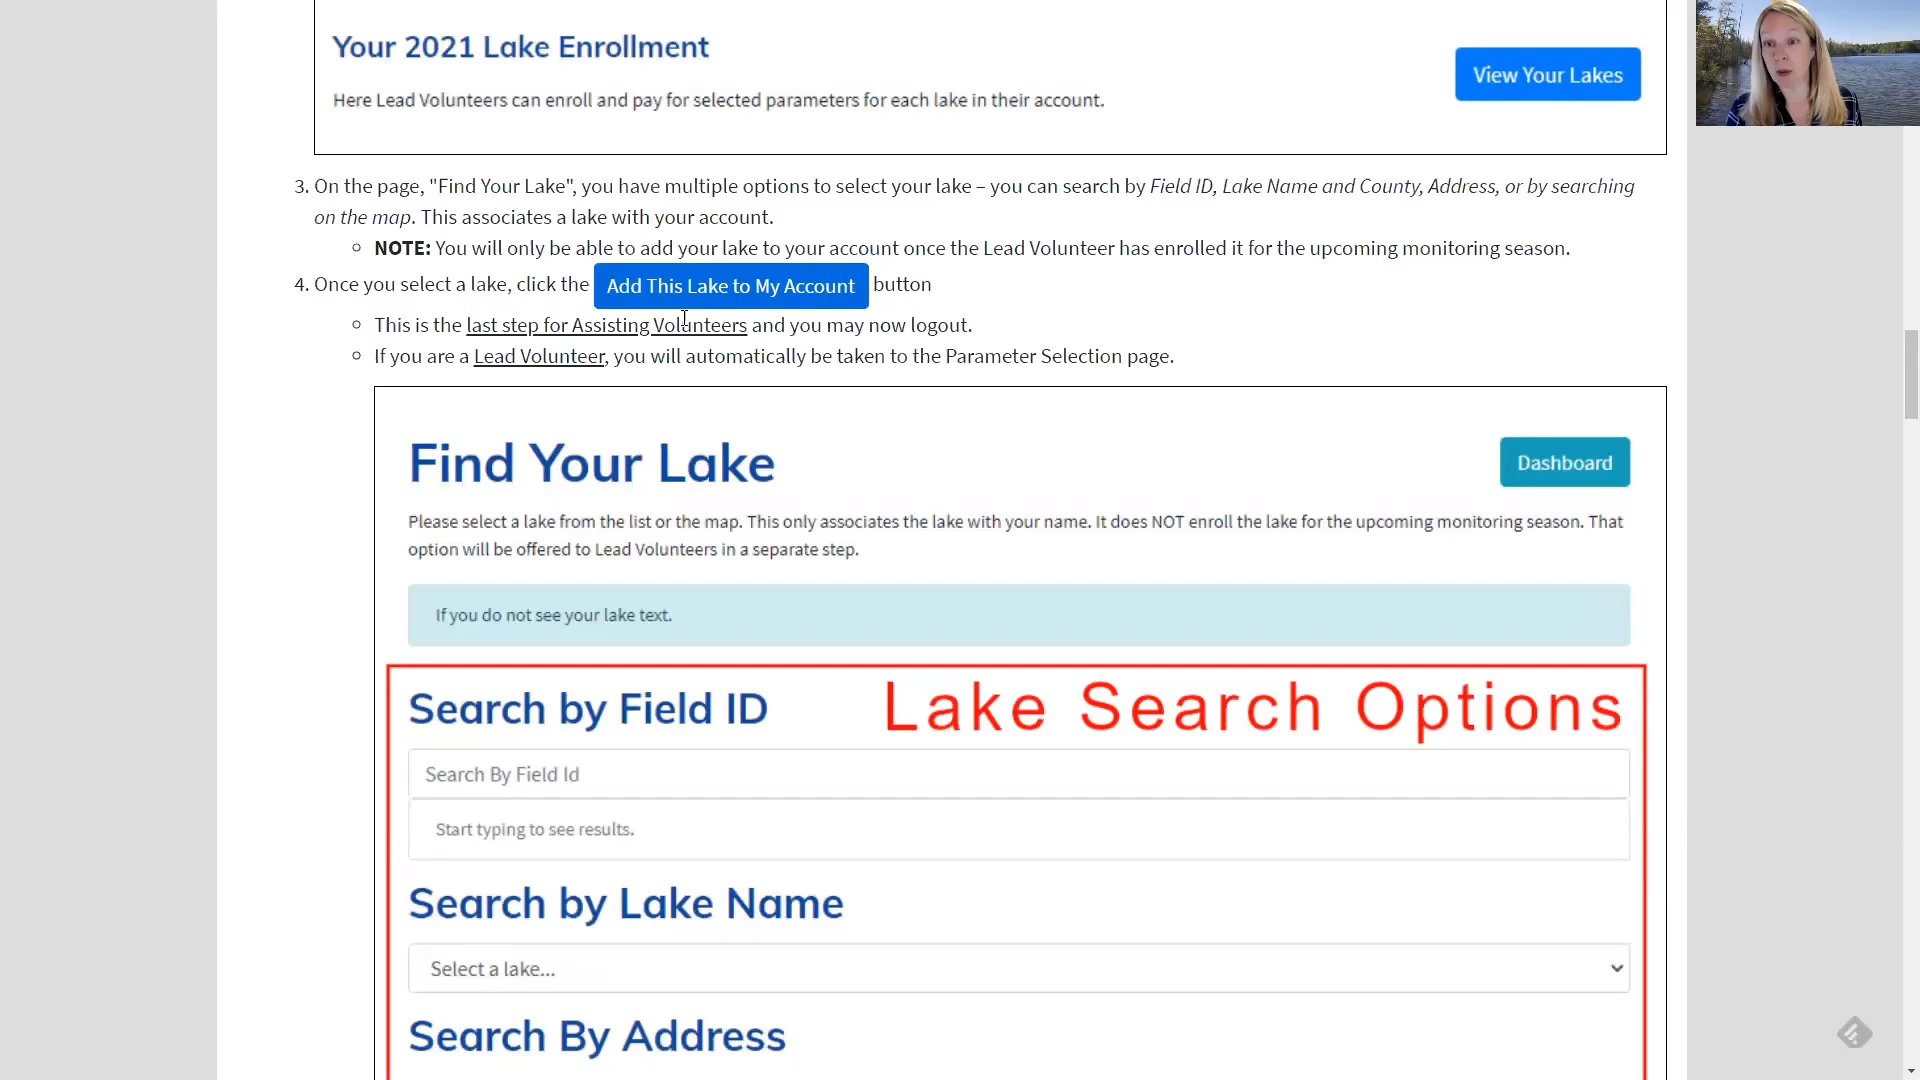 Your 2021 Lake Enrollment
Here Lead Volunteers can enroll and pay for selected parameters for each lake in their account.
View Your Lakes
3. On the page, "Find Your Lake", you have multiple options to select your lake – you can search by Field ID, Lake Name and County, Address, or by searching
on the map. This associates a lake with your account.
NOTE: You will only be able to add your lake to your account once the Lead Volunteer has enrolled it for the upcoming monitoring season.
4. Once you select a lake, click the Add This Lake to My Account button
This is the last step for Assisting Volunteers and you may now logout.
If you are a Lead Volunteer, you will automatically be taken to the Parameter Selection page.
Find Your Lake
Dashboard
Please select a lake from the list or the map. This only associates the lake with your name. It does NOT enroll the lake for the upcoming monitoring season. That
option will be offered to Lead Volunteers in a separate step.
If you do not see your lake text.
Search by Field ID
Lake Search Options
Search By Field Id
Start typing to see results.
Search by Lake Name
Select a lake...
Search By Address